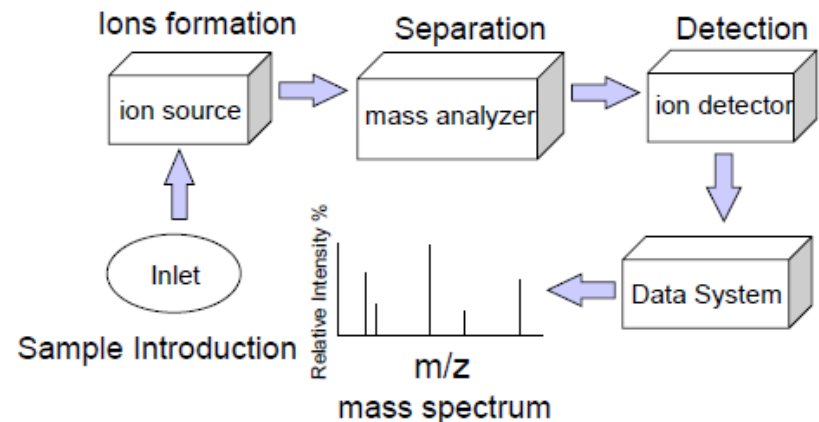 Ions formation
Separation
Detection
ion source
mass analyzer
ion detector
Inlet
Sample Introduction
Relative Intensity %
m/z
mass spectrum
Data System